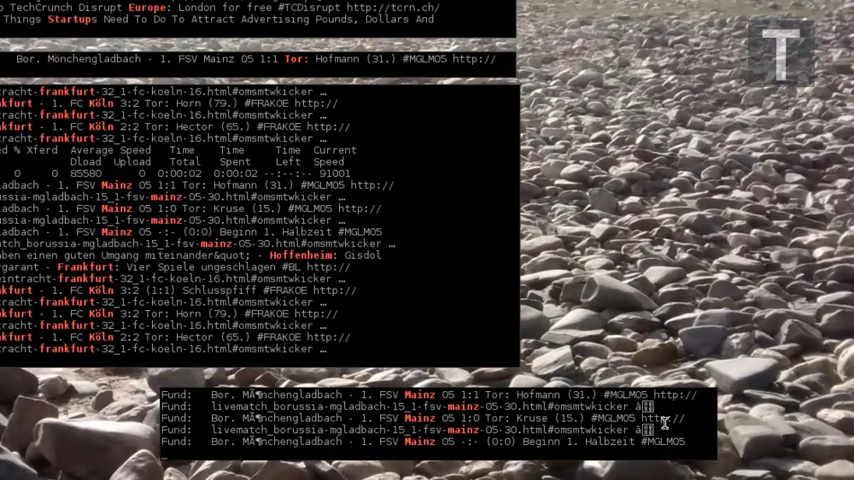 o TechCrunch Disrupt Europe: London for free #TCDisrupt http://tcrn.ch/
Things Startups Need To Do To Attract Advertising Pounds, Dollars And
Bor. Mönchengladbach - 1. FSV Mainz 05 1:1 Tor: Hofmann (31.) #MGLM05 http://
tracht-frankfurt-32_1-fc-koeln-16.html#omsmtwkicker …
nkfurt - 1. FC Köln 3:2 Tor: Horn (79.) #FRAKOE http://
tracht-frankfurt-32_1-fc-koeln-16.html#omsmtwkicker …
nkfurt - 1. FC Köln 2:2 Tor: Hector (65.) #FRAKOE http://
tracht-frankfurt-32_1-fc-koeln-16.html#omsmtwkicker …
ed % Xferd Average Speed Time Time Time Current
Dload Upload Total Spent Left Speed
0 0 85580 0 0:00:02 0:00:02 --:--:-- 91001
ladbach - 1. FSV Mainz 05 1:1 Tor: Hofmann (31.) #MGLM05 http://
ussia-mgladbach-15_1-fsv-mainz-05-30.html#omsmtwkicker …
ladbach - 1. FSV Mainz 05 1:0 Tor: Kruse (15.) #MGLM05 http://
ussia-mgladbach-15_1-fsv-mainz-05-30.html#omsmtwkicker …
ladbach - 1. FSV Mainz 05 -:- (0:0) Beginn 1. Halbzeit #MGLM05
atch_borussia-mgladbach-15_1-fsv-mainz-05-30.html#omsmtwkicker …
aben einen guten Umgang miteinander&quot; - Hoffenheim: Gisdol
rgarant - Frankfurt: Vier Spiele ungeschlagen #BL http://
eintracht-frankfurt-32_1-fc-koeln-16.html#omsmtwkicker …
nkfurt - 1. FC Köln 3:2 (1:1) Schlusspfiff #FRAKOE http://
tracht-frankfurt-32_1-fc-koeln-16.html#omsmtwkicker …
nkfurt - 1. FC Köln 3:2 Tor: Horn (79.) #FRAKOE http://
tracht-frankfurt-32_1-fc-koeln-16.html#omsmtwkicker …
nkfurt - 1. FC Köln 2:2 Tor: Hector (65.) #FRAKOE http://
tracht-frankfurt-32_1-fc-koeln-16.html#omsmtwkicker …
Fund: Bor. MÃ¶nchengladbach - 1. FSV Mainz 05 1:1 Tor: Hofmann (31.) #MGLM05 http://
Fund: livematch_borussia-mgladbach-15_1-fsv-mainz-05-30.html#omsmtwkicker â
Fund: Bor. MÃ¶nchengladbach - 1. FSV Mainz 05 1:0 Tor: Kruse (15.) #MGLM05 http://
Fund: livematch_borussia-mgladbach-15_1-fsv-mainz-05-30.html#omsmtwkicker â
Fund: Bor. MÃ¶nchengladbach - 1. FSV Mainz 05 -:- (0:0) Beginn 1. Halbzeit #MGLM05
T